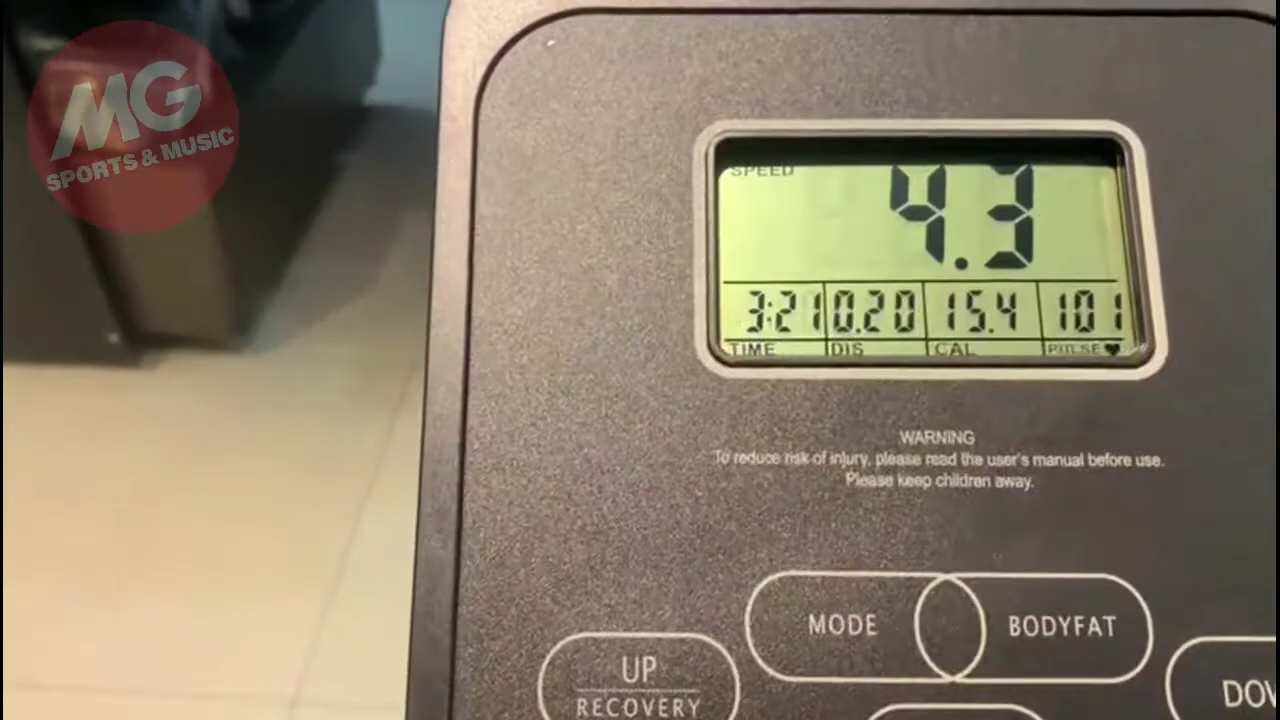 MG
SPORTS & MUSIC
SPEED
4.3
3:21 0.20 15.4 101
TIME DIS CAL PULSE
WARNING
To reduce risk of injury, please read the user's manual before use.
Please keep children away.
MODE BODYFAT
UP
RECOVERY
DOW